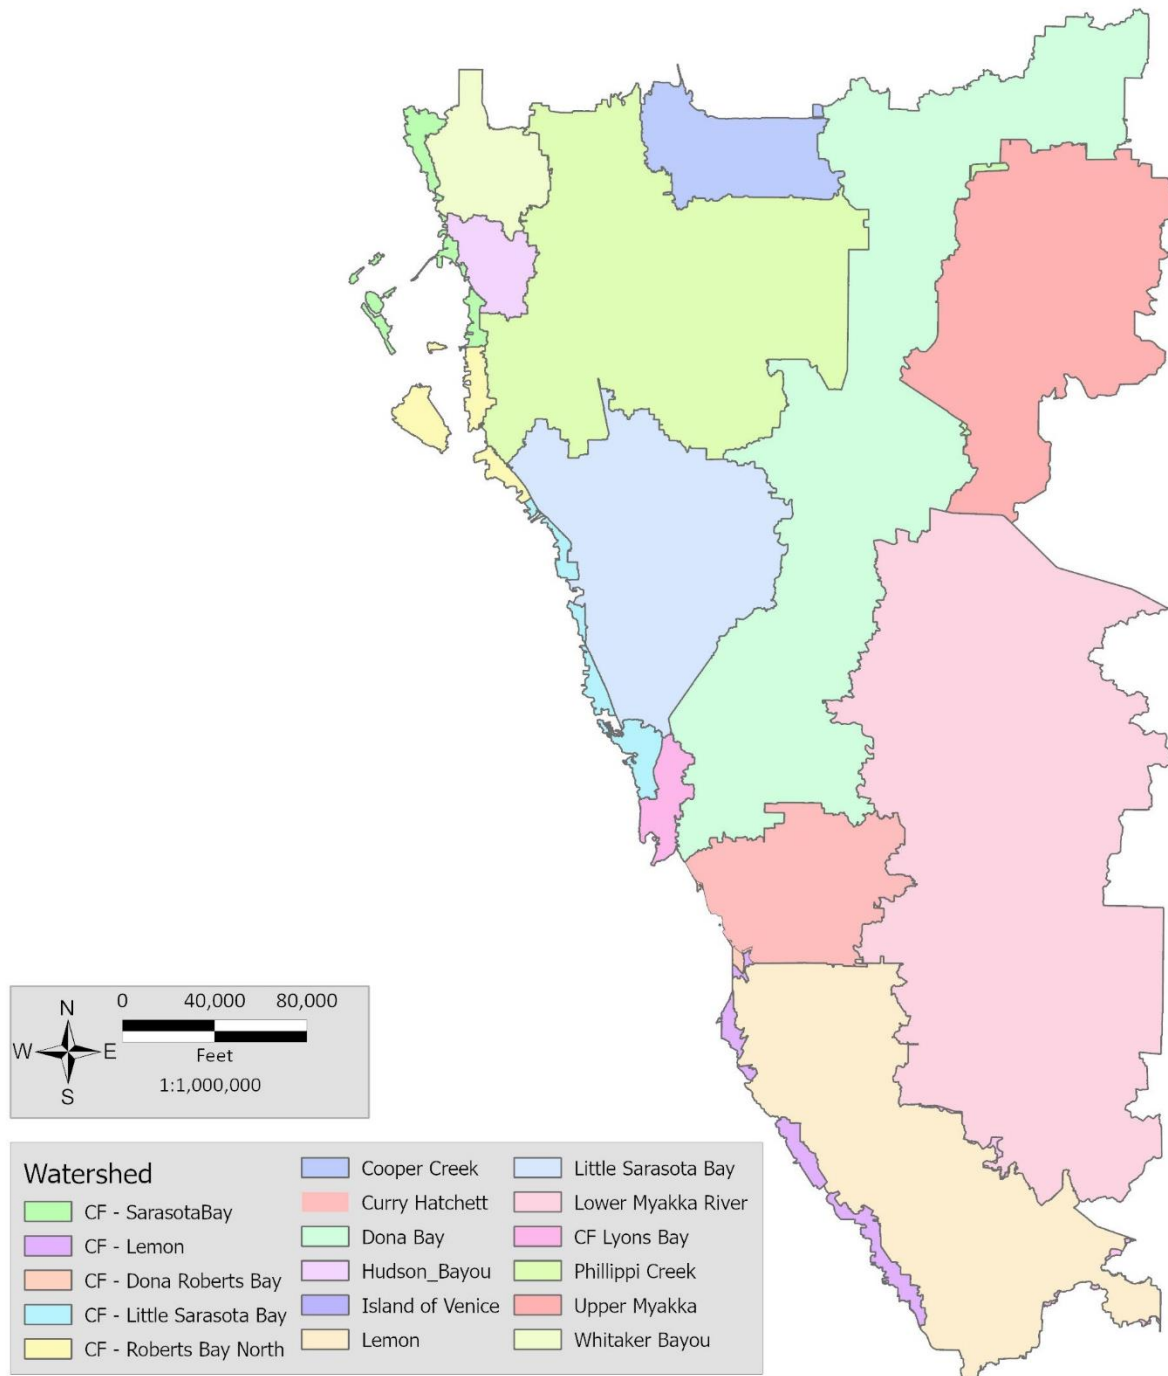 N
W E
S
0 40,000 80,000
Feet
1:1,000,000
Watershed
CF - SarasotaBay
CF - Lemon
CF - Dona Roberts Bay
CF - Little Sarasota Bay
CF - Roberts Bay North
Cooper Creek
Curry Hatchett
Dona Bay
Hudson_Bayou
Island of Venice
Lemon
Little Sarasota Bay
Lower Myakka River
CF Lyons Bay
Phillippi Creek
Upper Myakka
Whitaker Bayou